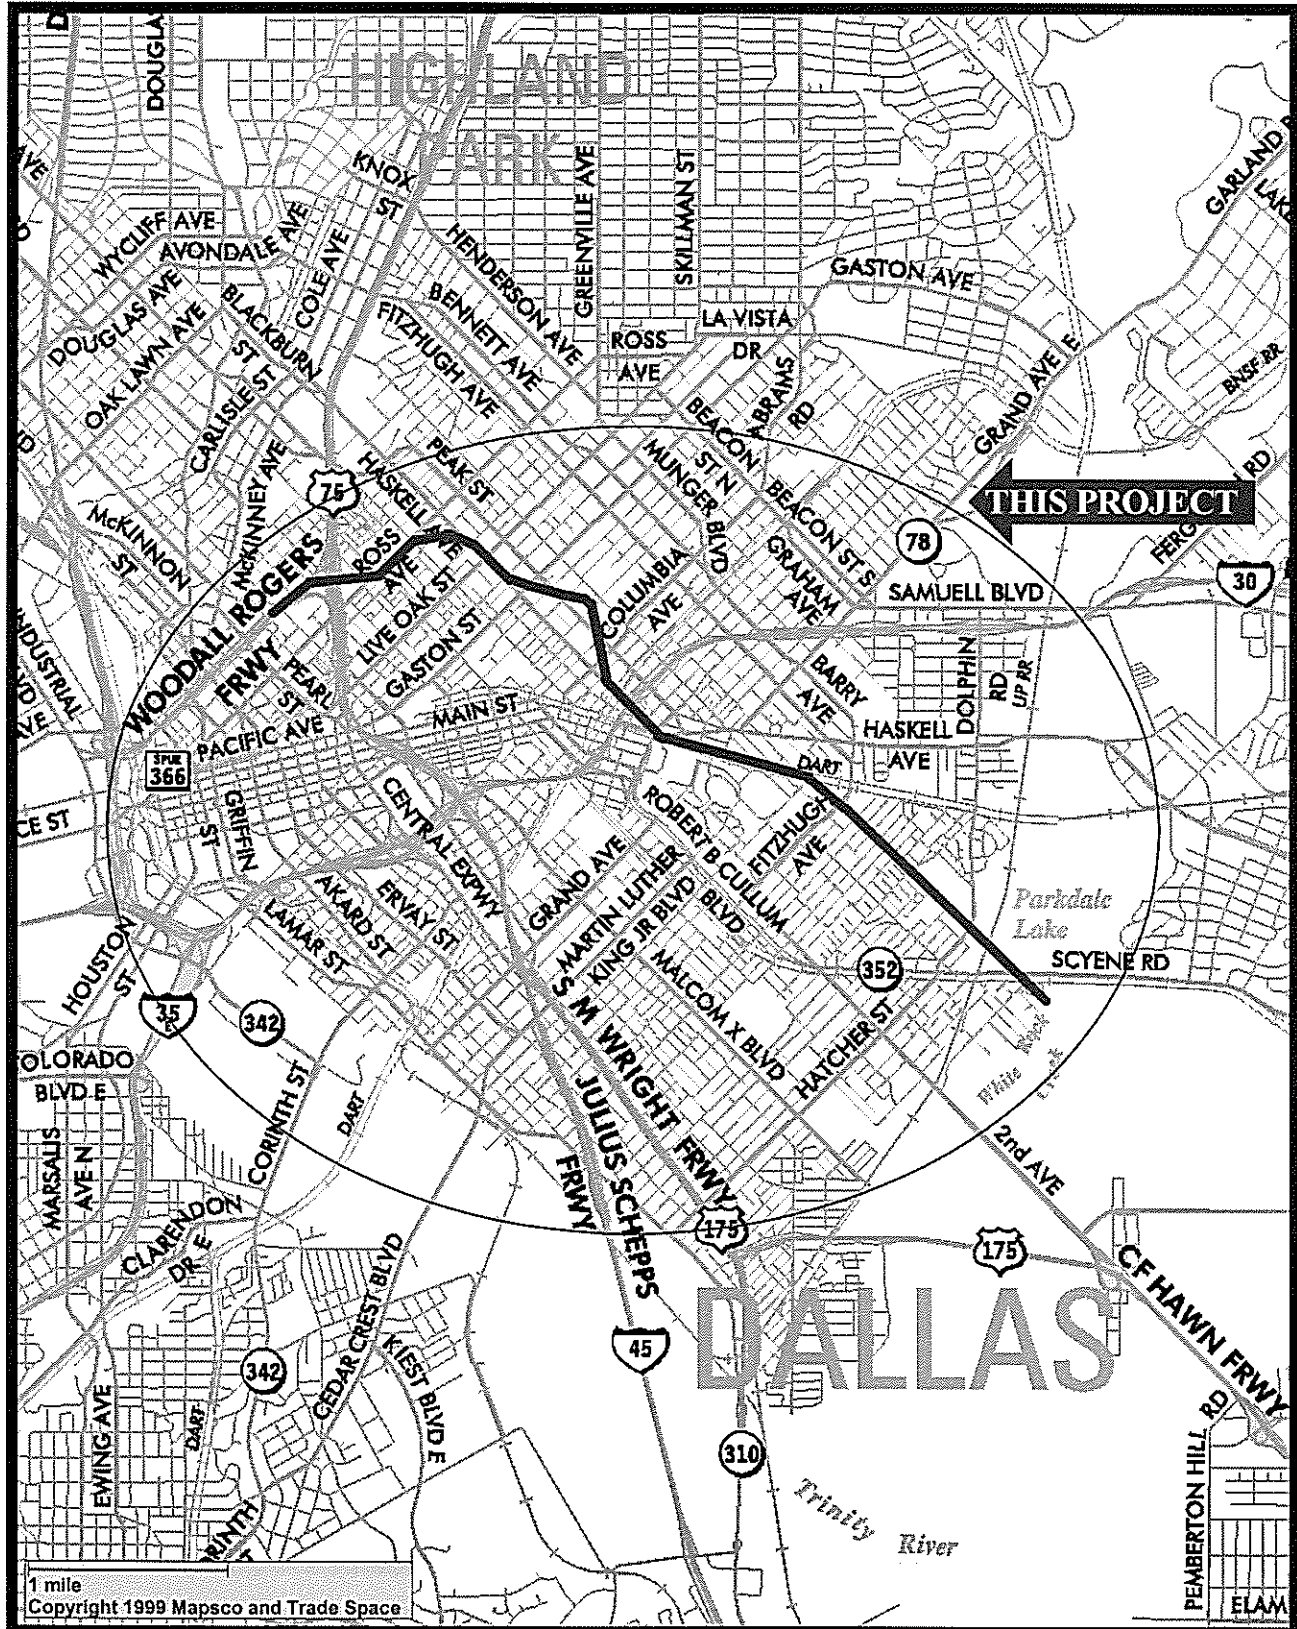 DOUGLAS
HIGHLAND
PARK
KNOX
ST
AVE
GARLAND
WYCLIFF AVE
AVONDALE AVE
COLE AVE
HENDERSON AVE
GREENVILLE AVE
SKILLMAN ST
GASTON AVE
DOUGLAS AVE
BLACKBURN
ST
BENNETT AVE
FITZHUGH AVE
OAK LAWN AVE
CARLISLE ST
ROSS
AVE
LA VISTA
DR
ABRAMS
RD
GRAND AVE E
BNSF RR
McKINNEY AVE
HASKELL AVE
PEAK ST
BEACON
ST N
MUNGER BLVD
BEACON ST S
75
THIS PROJECT
McKINNON
ST
ROSS
AVE
COLUMBIA
AVE
GRAHAM
AVE
78
RD
30
SAMUELL BLVD
WOODALL ROGERS
FRWY
LIVE OAK ST
GASTON ST
PEARL
ST
MAIN ST
BARRY
AVE
DOLPHIN
RD
UP RR
INDUSTRIAL
AVE
PACIFIC AVE
HASKELL
AVE
SPUR
366
DART
GRIFFIN
ST
CENTRAL EXPWY
ROBERT B CULLUM
BLVD
FITZHUGH
AVE
CE ST
GRAND AVE
MARTIN LUTHER
KING JR BLVD
AKARD ST
ERVAY ST
LAMAR ST
Parkdale
Lake
HOUSTON
ST
352
SCYENE RD
MALCOM X BLVD
35
E
342
S M WRIGHT FRWY
HATCHER ST
White Rock
Creek
OLORADO
BLVD E
CORINTH ST
DART
JULIUS SCHEPPS
FRWY
2nd AVE
MARSALIS
AVE N
CLARENDON
DR E
175
175
CF HAWN FRWY
CEDAR CREST BLVD
KIEST BLVD E
DALLAS
45
342
EWING AVE
DART
310
PEMBERTON HILL RD
Trinity
River
RINTH
1 mile
Copyright 1999 Mapsco and Trade Space
ELAM